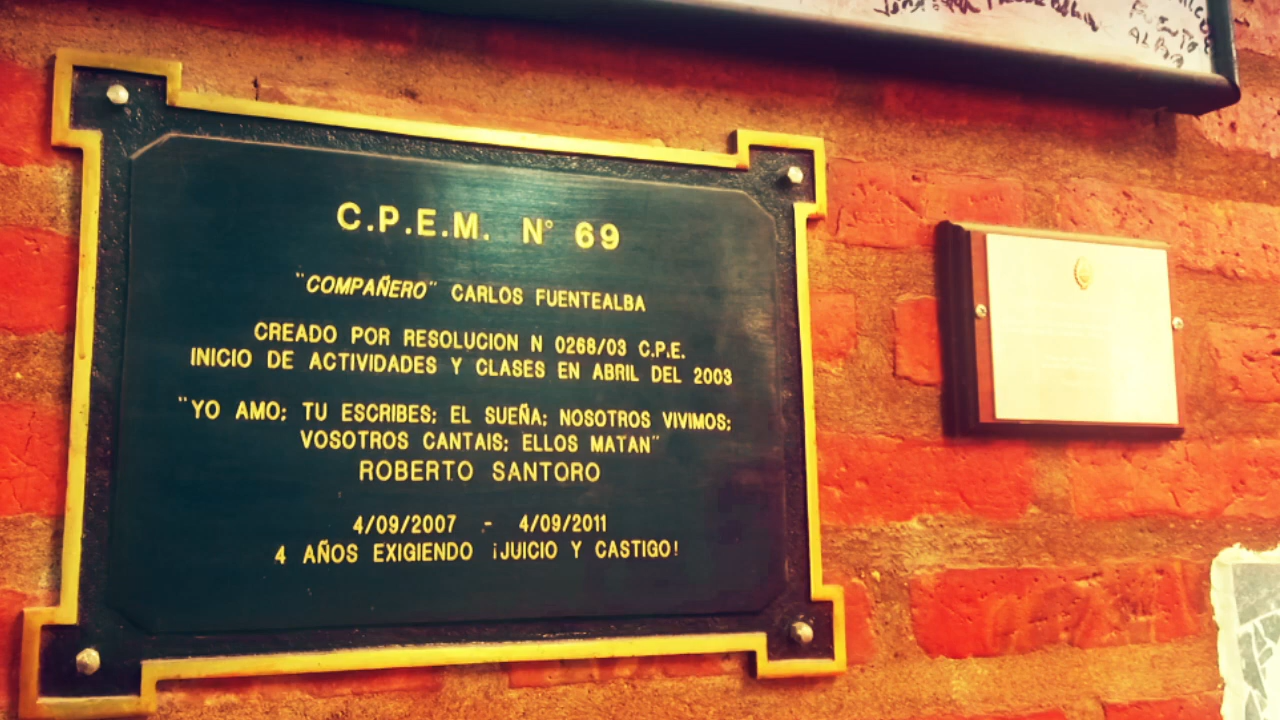 FUENTE
ALBA
C.P.E.M. N° 69
"COMPAÑERO" CARLOS FUENTEALBA
CREADO POR RESOLUCION N 0268/03 C.P.E.
INICIO DE ACTIVIDADES Y CLASES EN ABRIL DEL 2003
"YO AMO; TU ESCRIBES; EL SUEÑA; NOSOTROS VIVIMOS;
VOSOTROS CANTAIS; ELLOS MATAN"
ROBERTO SANTORO
4/09/2007 - 4/09/2011
4 AÑOS EXIGIENDO ¡JUICIO Y CASTIGO!